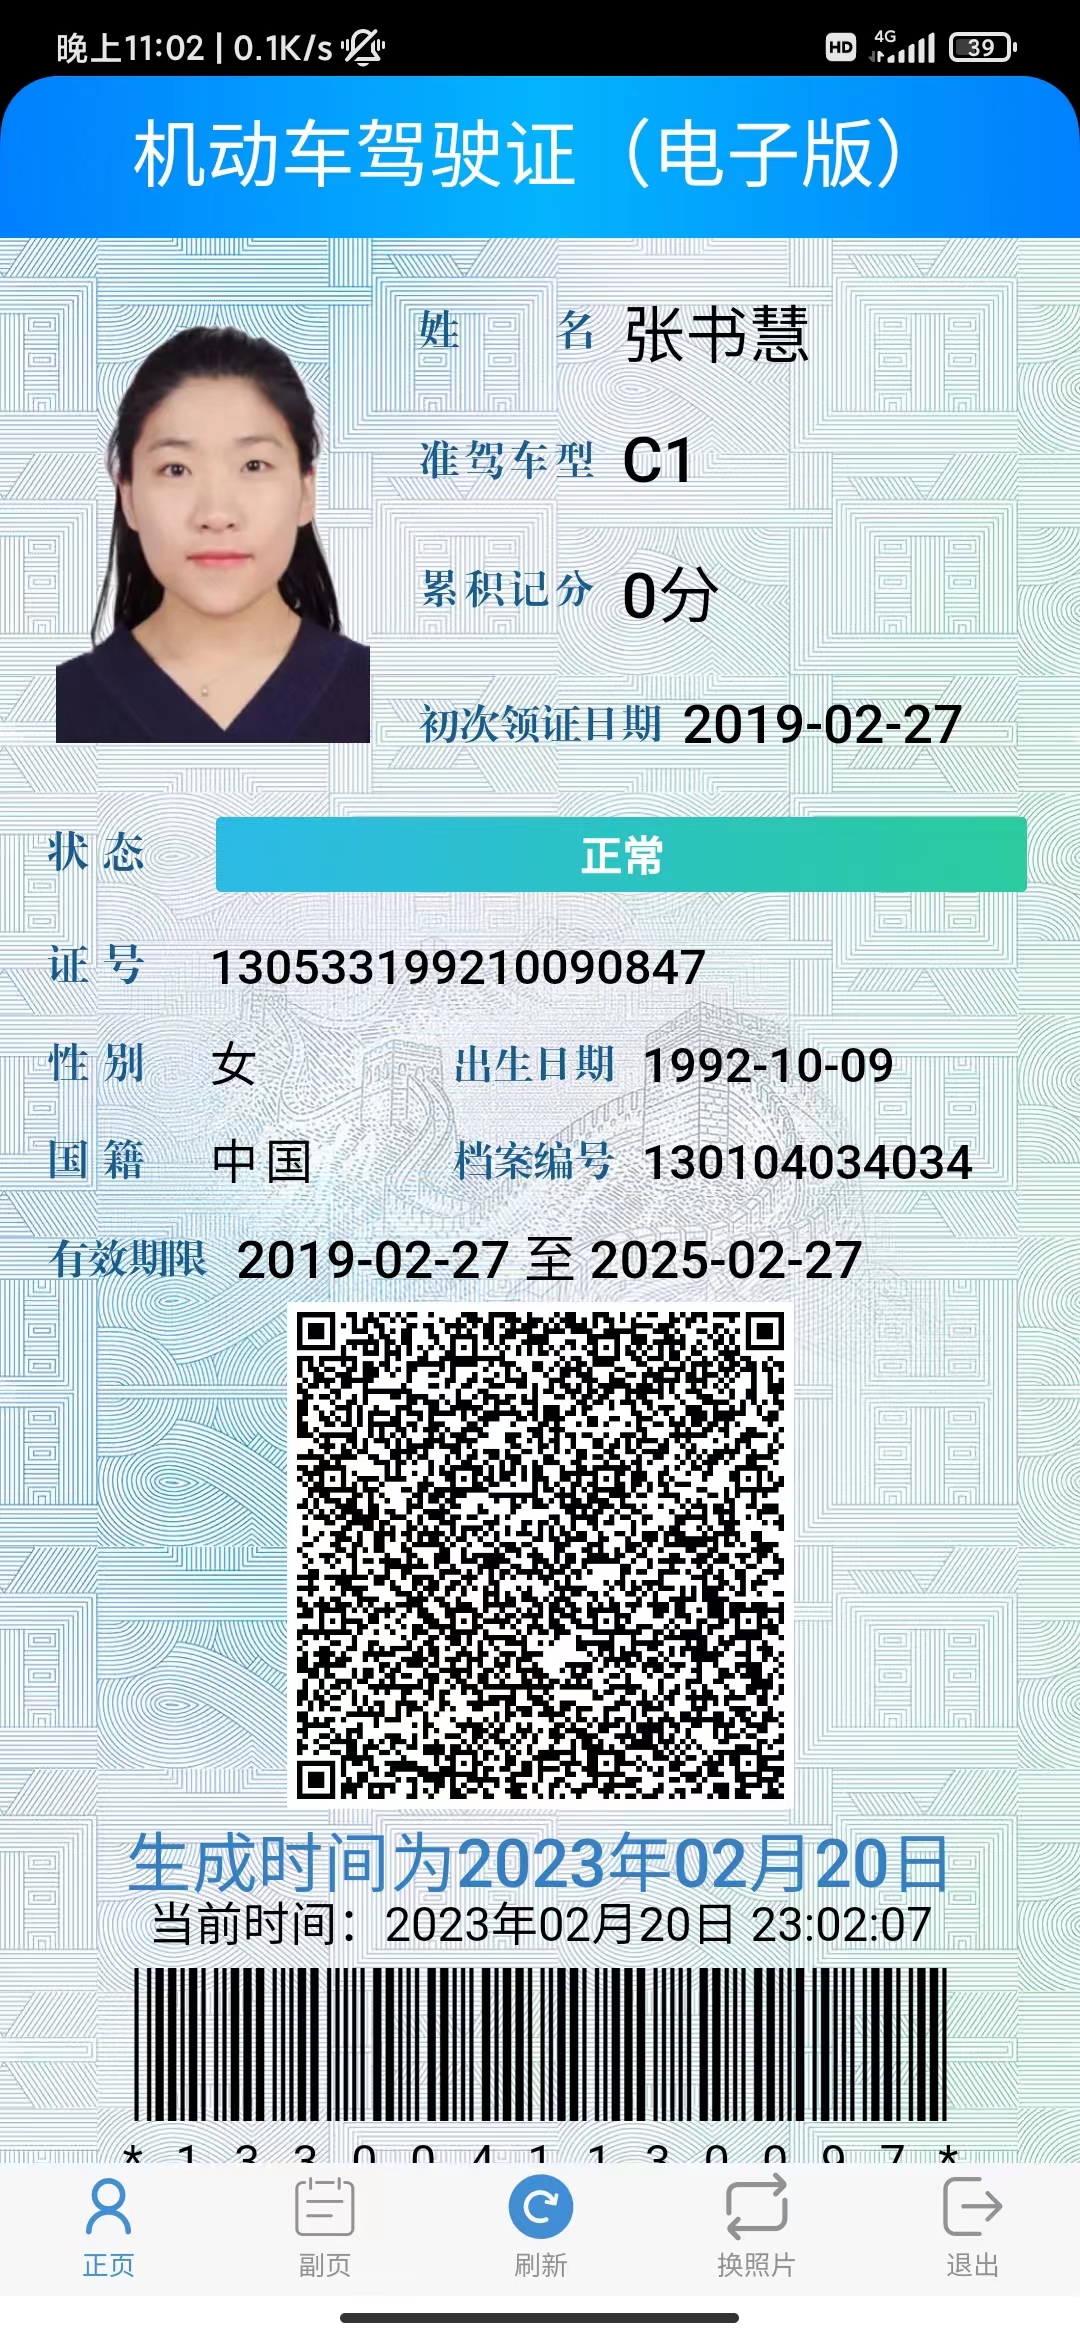 晚上11:02 | 0.1K/s HD 4G 39
机动车驾驶证（电子版）
姓名 张书慧
准驾车型 C1
累积记分 0分
初次领证日期 2019-02-27
状态 正常
证号 130533199210090847
性别 女 出生日期 1992-10-09
国籍 中国 档案编号 130104034034
有效期限 2019-02-27 至 2025-02-27
生成时间为2023年02月20日
当前时间：2023年02月20日 23:02:07
*1330041130097*
正页 副页 刷新 换照片 退出